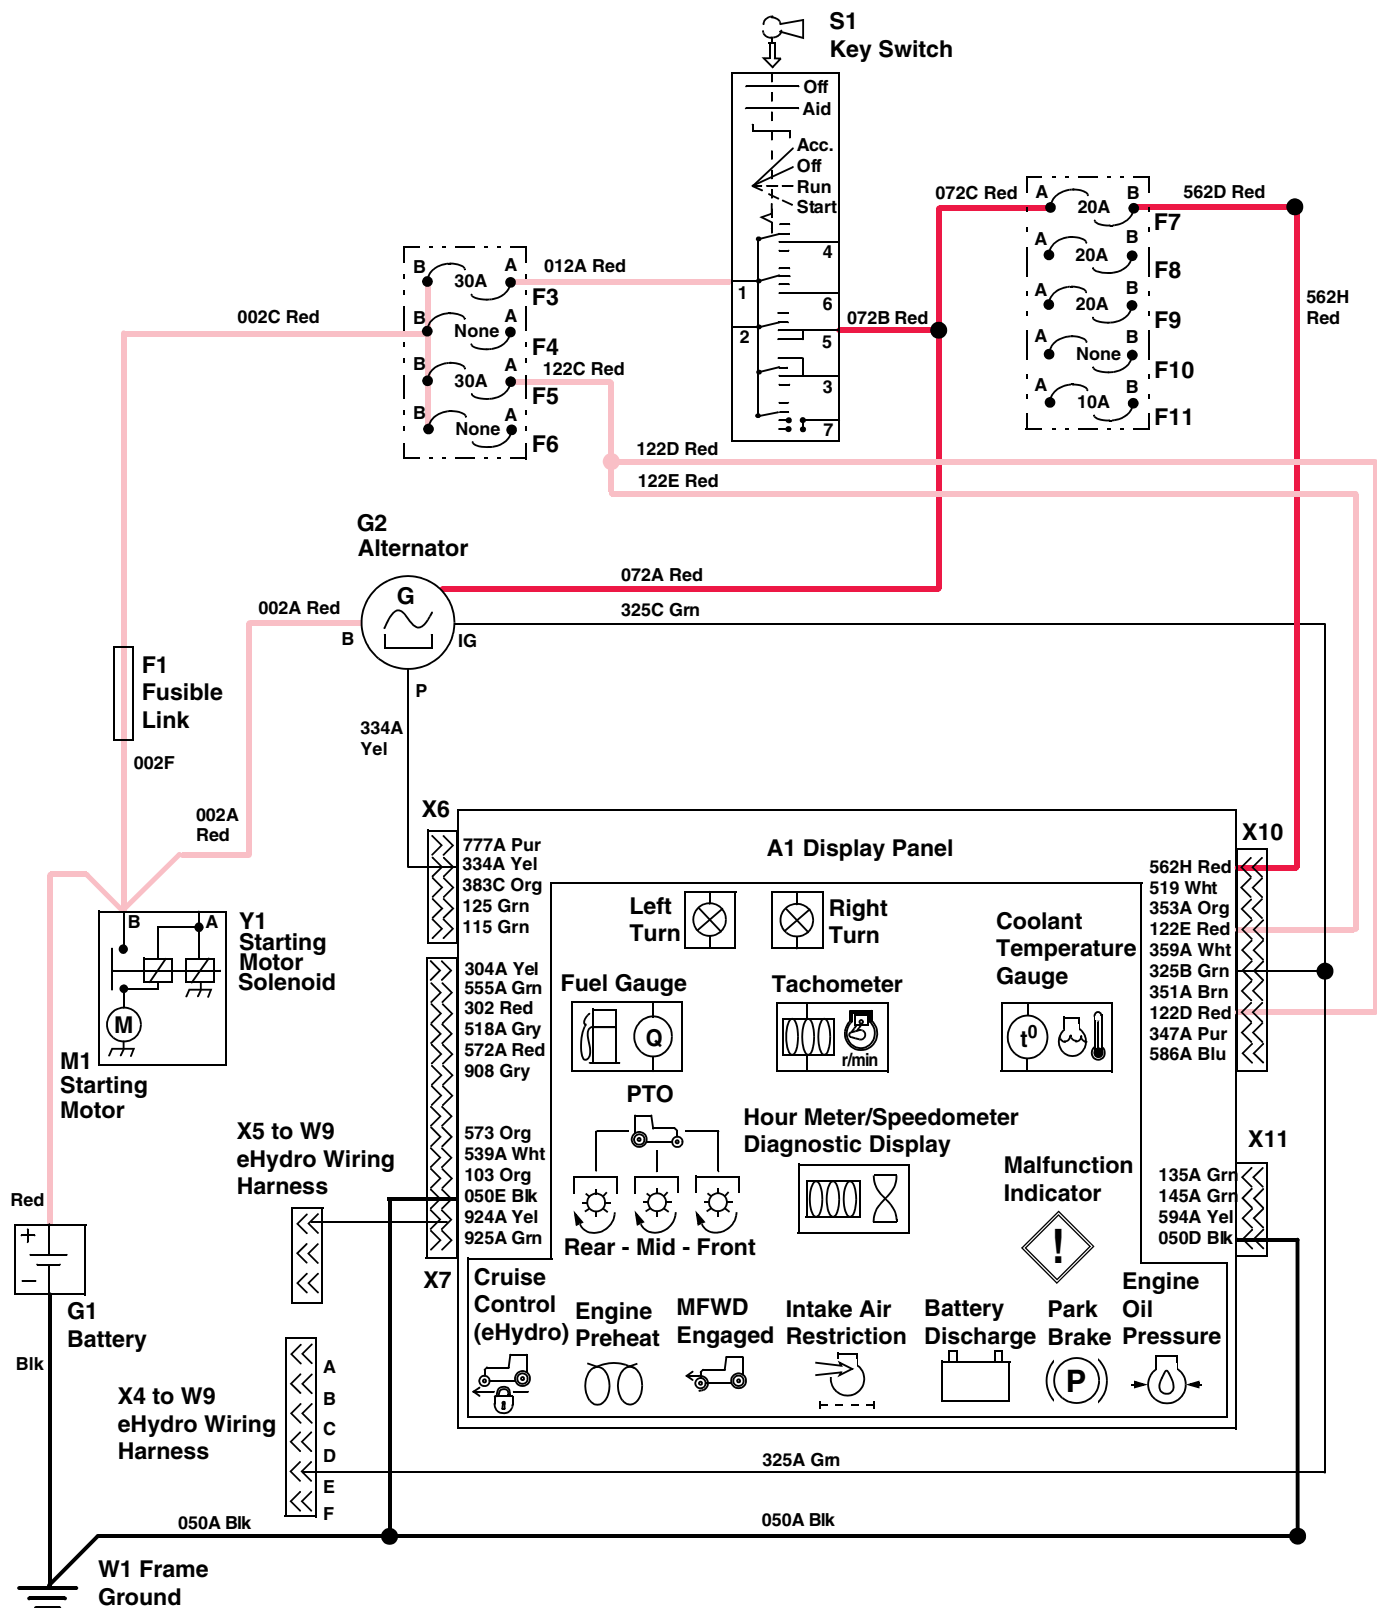 S1
Key Switch
Off
Aid
Acc.
Off
Run
Start
4
1
6
2
5
3
7
072B Red
072C Red
A
20A
B
F7
562D Red
A
20A
B
F8
A
20A
B
F9
A
None
B
F10
A
10A
B
F11
562H
Red
B
30A
A
F3
012A Red
002C Red
B
None
A
F4
B
30A
A
F5
122C Red
B
None
A
F6
122D Red
122E Red
G2
Alternator
G
072A Red
002A Red
325C Grn
B
IG
P
F1
Fusible
Link
334A
Yel
002F
002A
Red
X6
777A Pur
334A Yel
383C Org
125 Grn
115 Grn
304A Yel
555A Grn
302 Red
518A Gry
572A Red
908 Gry
573 Org
539A Wht
103 Org
050E Blk
924A Yel
925A Grn
X7
A1 Display Panel
X10
562H Red
519 Wht
353A Org
122E Red
359A Wht
325B Grn
351A Brn
122D Red
347A Pur
586A Blu
X11
135A Grn
145A Grn
594A Yel
050D Blk
Left
Turn
Right
Turn
Coolant
Temperature
Gauge
t0
Fuel Gauge
Q
Tachometer
r/min
PTO
Rear - Mid - Front
Hour Meter/Speedometer
Diagnostic Display
Malfunction
Indicator
!
Cruise
Control
(eHydro)
Engine
Preheat
MFWD
Engaged
Intake Air
Restriction
Battery
Discharge
Park
Brake
P
Engine
Oil
Pressure
B
A
M
Y1
Starting
Motor
Solenoid
M1
Starting
Motor
X5 to W9
eHydro Wiring
Harness
Red
+
−
G1
Battery
Blk
X4 to W9
eHydro Wiring
Harness
A
B
C
D
E
F
325A Grn
050A Blk
050A Blk
W1 Frame
Ground